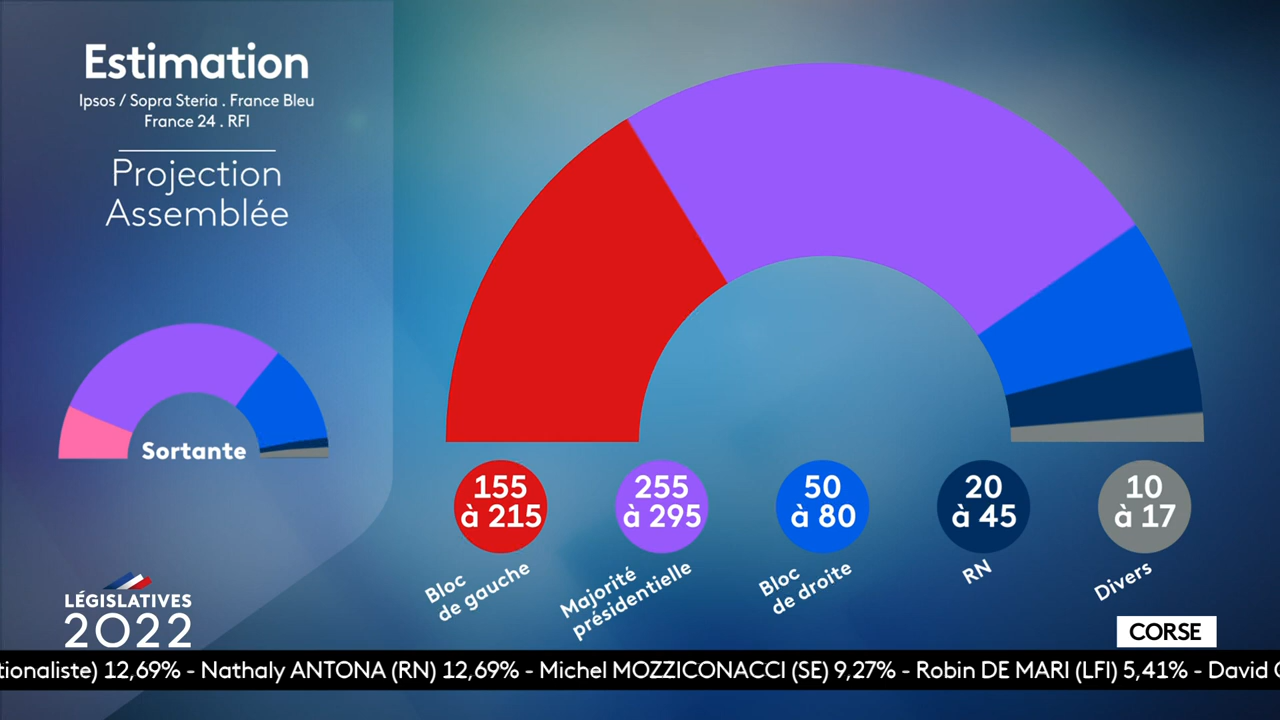 Estimation
Ipsos / Sopra Steria . France Bleu
France 24 . RFI
Projection
Assemblée
Sortante
155
à 215
255
à 295
50
à 80
20
à 45
10
à 17
Bloc
de gauche
Majorité
présidentielle
Bloc
de droite
RN
Divers
LÉGISLATIVES
2022
CORSE
tionaliste) 12,69% - Nathaly ANTONA (RN) 12,69% - Michel MOZZICONACCI (SE) 9,27% - Robin DE MARI (LFI) 5,41% - David